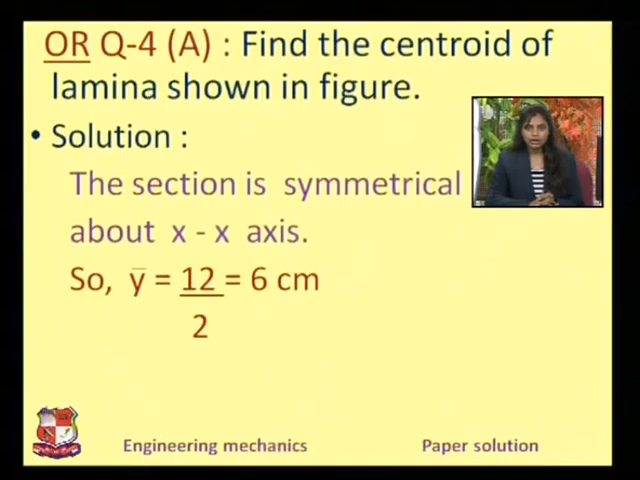 OR Q-4 (A) : Find the centroid of
lamina shown in figure.
• Solution :
The section is symmetrical
about x - x axis.
So, y̅ = 12 = 6 cm
2
Engineering mechanics
Paper solution